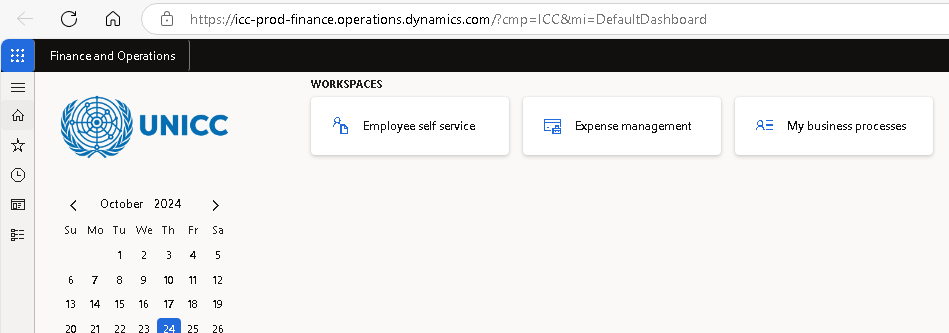 https://icc-prod-finance.operations.dynamics.com/?cmp=ICC&mi=DefaultDashboard
Finance and Operations
WORKSPACES
Employee self service
Expense management
My business processes
UNICC
October 2024
Su Mo Tu We Th Fr Sa
1 2 3 4 5
6 7 8 9 10 11 12
13 14 15 16 17 18 19
20 21 22 23 24 25 26